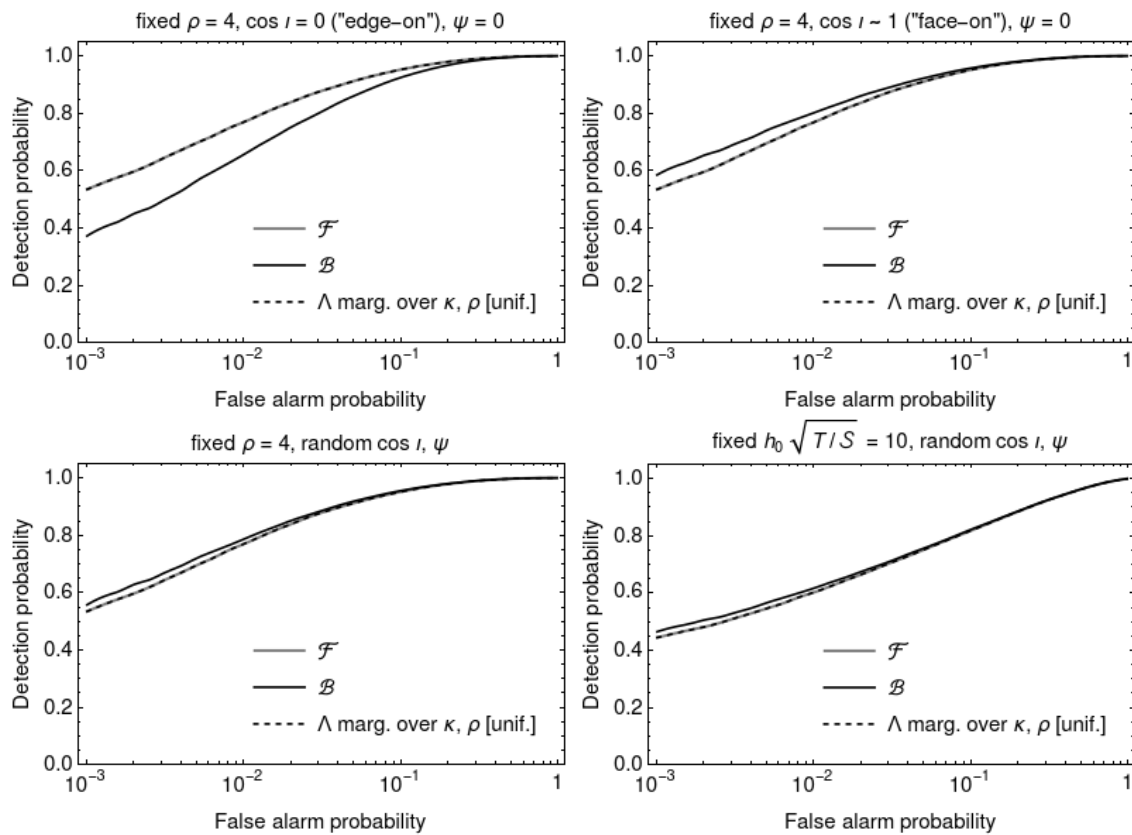 fixed ρ = 4, cos ι = 0 ("edge–on"), ψ = 0
Detection probability
1.0
0.8
0.6
0.4
0.2
0.0
ℱ
ℬ
Λ marg. over κ, ρ [unif.]
10⁻³
10⁻²
10⁻¹
1
False alarm probability
fixed ρ = 4, cos ι ~ 1 ("face–on"), ψ = 0
Detection probability
1.0
0.8
0.6
0.4
0.2
0.0
ℱ
ℬ
Λ marg. over κ, ρ [unif.]
10⁻³
10⁻²
10⁻¹
1
False alarm probability
fixed ρ = 4, random cos ι, ψ
Detection probability
1.0
0.8
0.6
0.4
0.2
0.0
ℱ
ℬ
Λ marg. over κ, ρ [unif.]
10⁻³
10⁻²
10⁻¹
1
False alarm probability
fixed h₀ √T/S = 10, random cos ι, ψ
Detection probability
1.0
0.8
0.6
0.4
0.2
0.0
ℱ
ℬ
Λ marg. over κ, ρ [unif.]
10⁻³
10⁻²
10⁻¹
1
False alarm probability